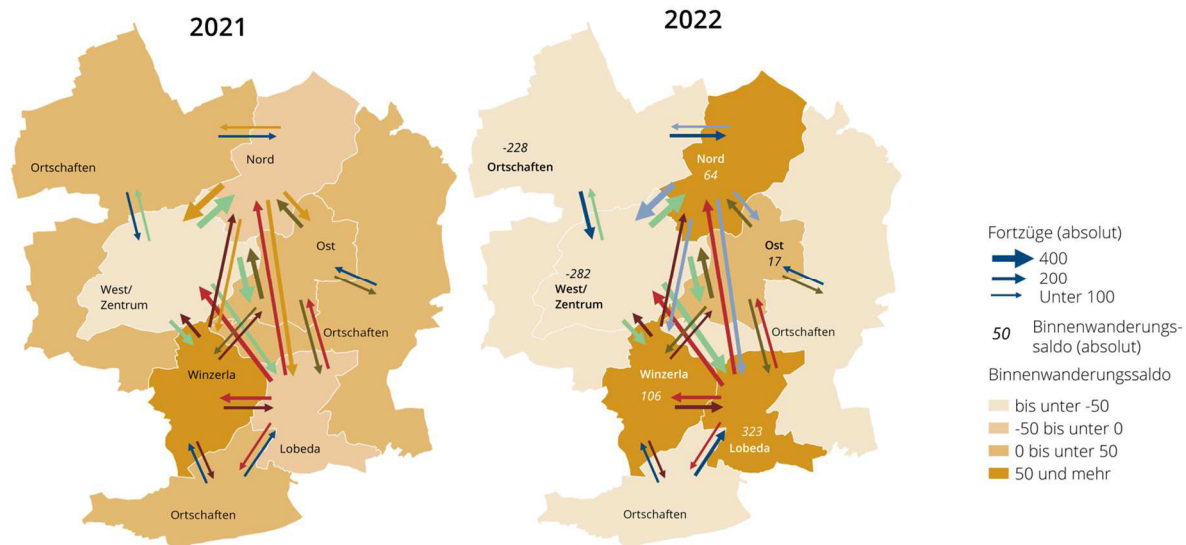 2021
Ortschaften
Nord
Ost
West/
Zentrum
Ortschaften
Winzerla
Lobeda
Ortschaften
2022
-228
Ortschaften
Nord
64
Ost
17
-282
West/
Zentrum
Ortschaften
Winzerla
106
323
Lobeda
Ortschaften
Fortzüge (absolut)
400
200
Unter 100
50 Binnenwanderungs-
saldo (absolut)
Binnenwanderungssaldo
bis unter -50
-50 bis unter 0
0 bis unter 50
50 und mehr